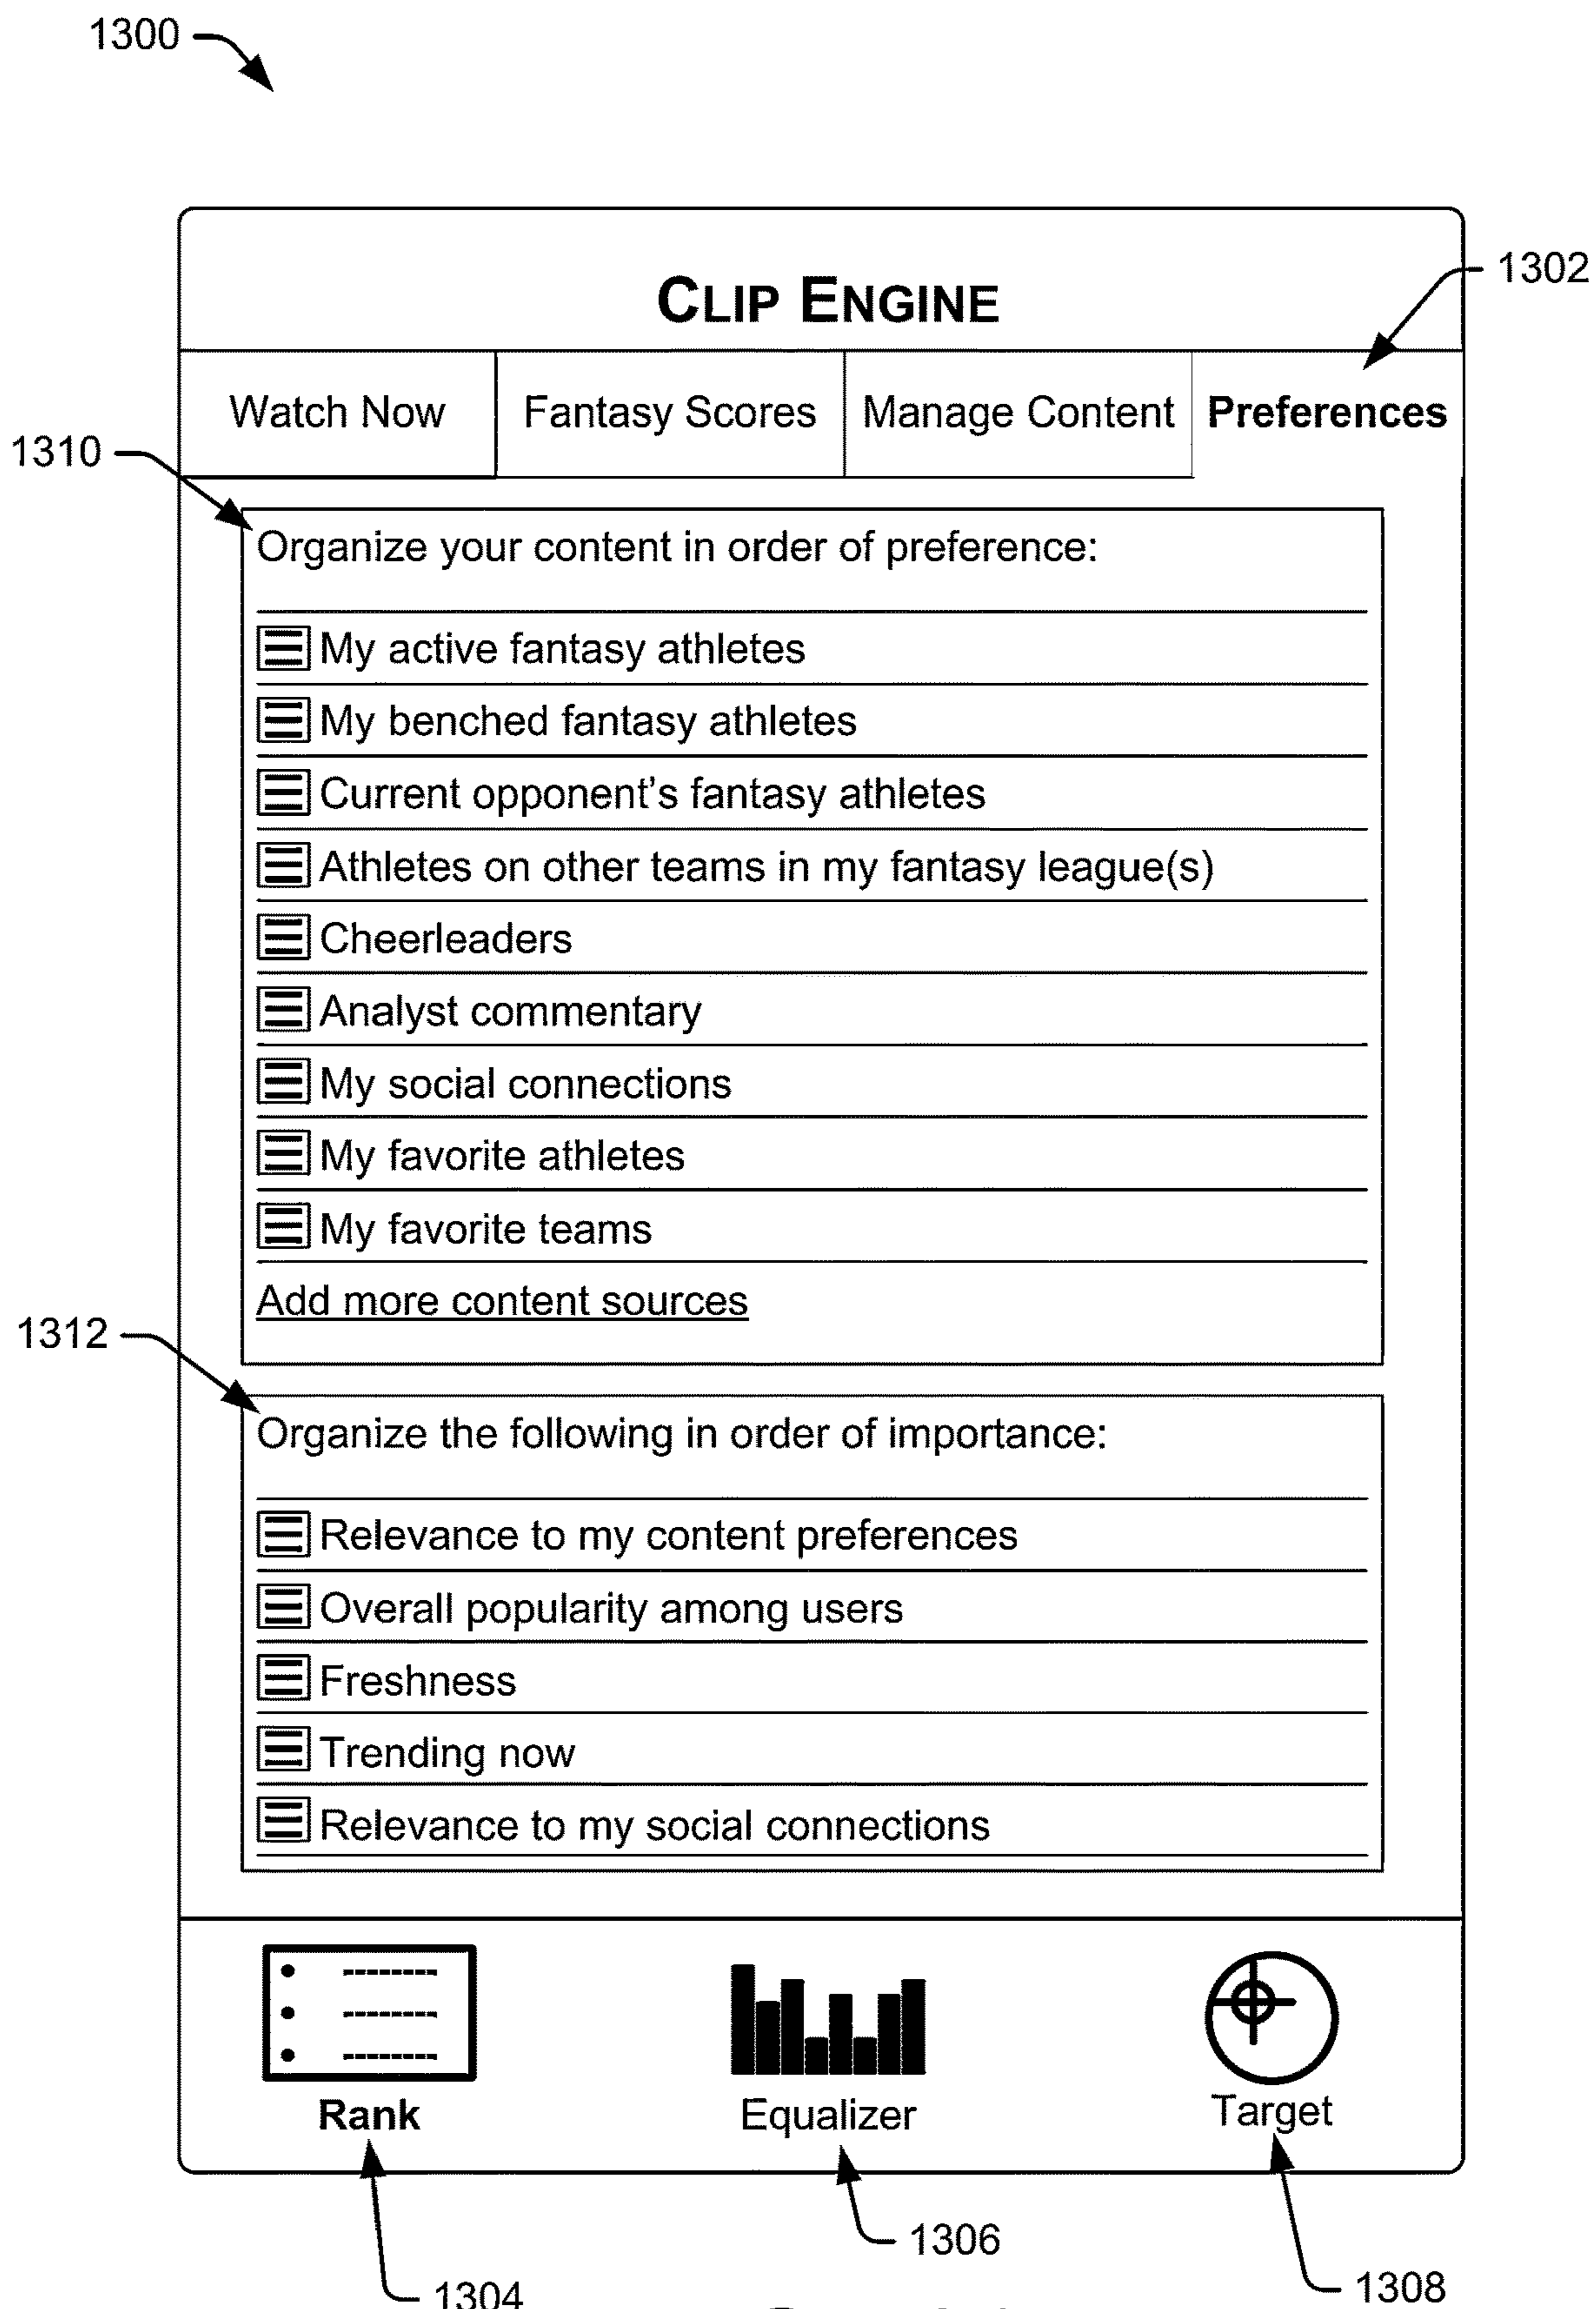 1300
CLIP ENGINE
1302
Watch Now Fantasy Scores Manage Content Preferences
1310
Organize your content in order of preference:
My active fantasy athletes
My benched fantasy athletes
Current opponent's fantasy athletes
Athletes on other teams in my fantasy league(s)
Cheerleaders
Analyst commentary
My social connections
My favorite athletes
My favorite teams
Add more content sources
1312
Organize the following in order of importance:
Relevance to my content preferences
Overall popularity among users
Freshness
Trending now
Relevance to my social connections
Rank Equalizer Target
1306
1304
1308